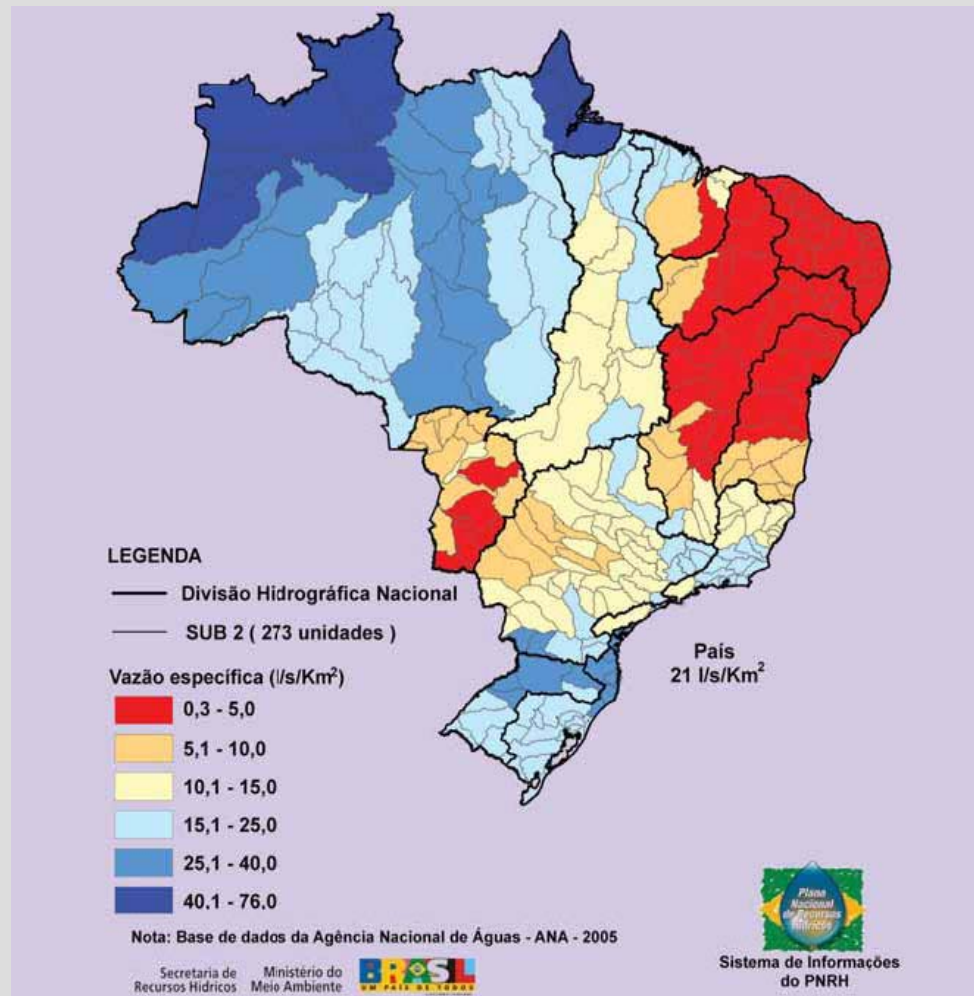 LEGENDA
Divisão Hidrográfica Nacional
SUB 2 ( 273 unidades )
País
21 l/s/Km²
Vazão específica (l/s/Km²)
0,3 - 5,0
5,1 - 10,0
10,1 - 15,0
15,1 - 25,0
25,1 - 40,0
40,1 - 76,0
Nota: Base de dados da Agência Nacional de Águas - ANA - 2005
Secretaria de
Recursos Hídricos
Ministério do
Meio Ambiente
BRASIL
UM PAÍS DE TODOS
Plano
Nacional
de Recursos
Hídricos
Sistema de Informações
do PNRH